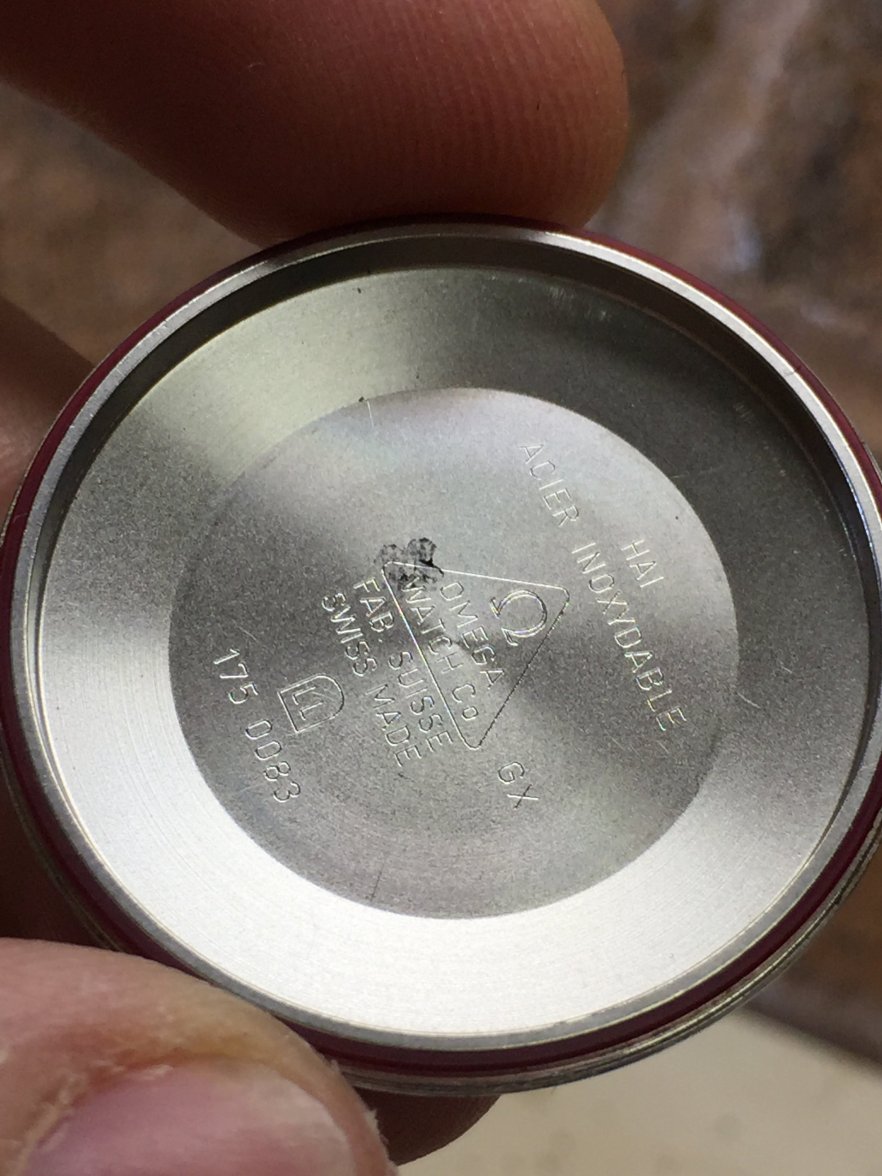 HAI
ACIER INOXYDABLE
Ω
OMEGA
WATCH Co
FAB. SUISSE
SWISS MADE
GX
175 0083